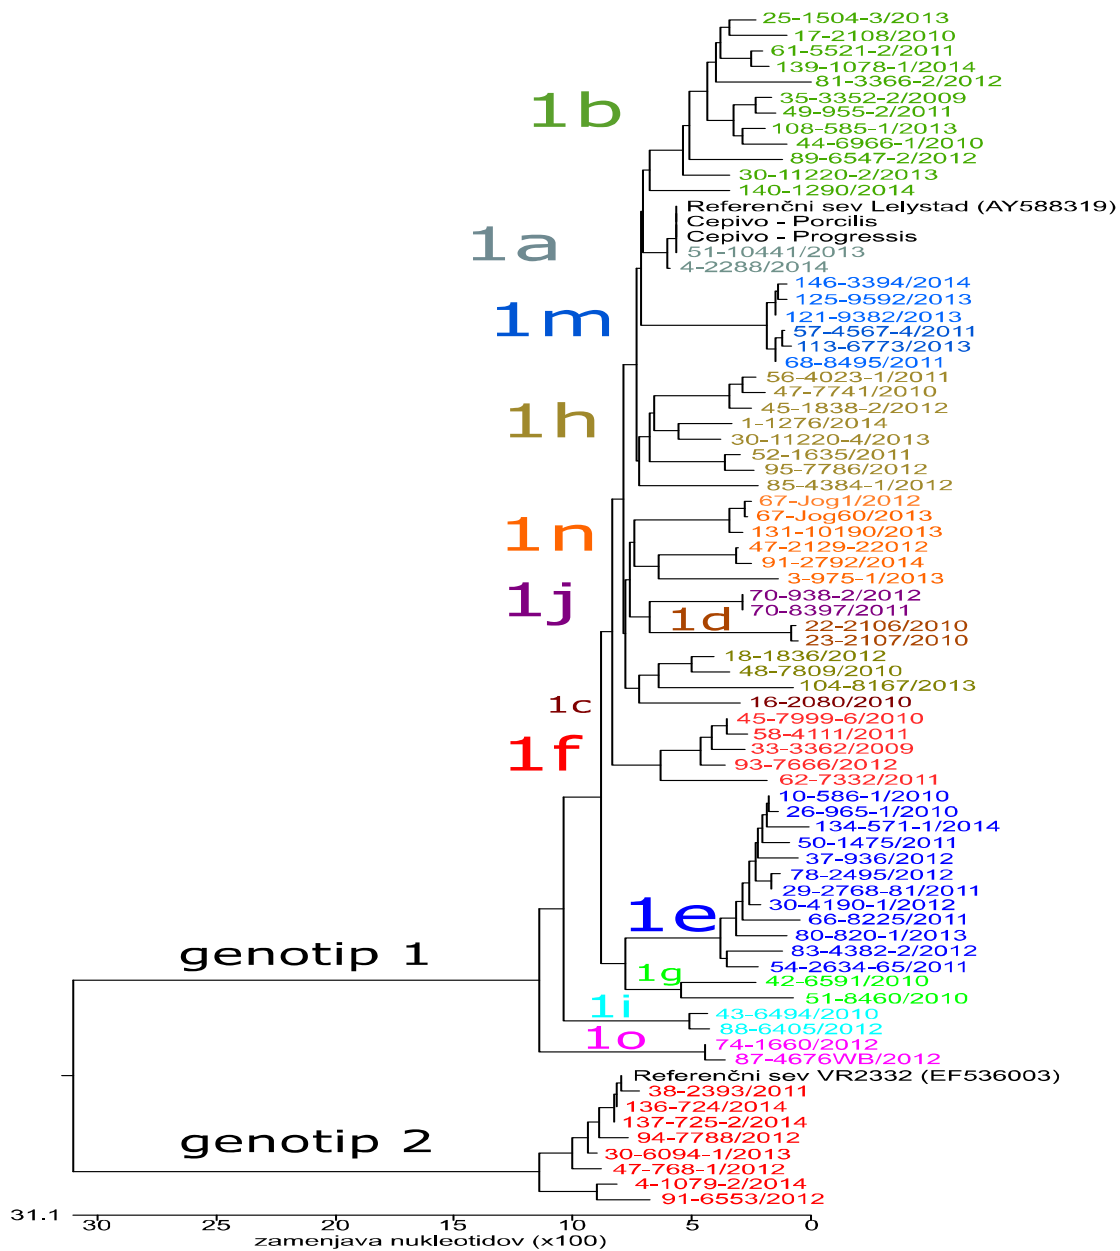 25-1504-3/2013
17-2108/2010
61-5521-2/2011
139-1078-1/2014
81-3366-2/2012
1b
35-3352-2/2009
49-955-2/2011
108-585-1/2013
44-6966-1/2010
89-6547-2/2012
30-11220-2/2013
140-1290/2014
Referenčni sev Lelystad (AY588319)
Cepivo - Porcilis
Cepivo - Progressis
1a
51-10441/2013
4-2288/2014
146-3394/2014
125-9592/2013
1m
121-9382/2013
57-4567-4/2011
113-6773/2013
68-8495/2011
56-4023-1/2011
47-7741/2010
45-1838-2/2012
1h
1-1276/2014
30-11220-4/2013
52-1635/2011
95-7786/2012
85-4384-1/2012
67-Jog1/2012
67-Jog60/2013
1n
131-10190/2013
47-2129-22012
91-2792/2014
3-975-1/2013
1j
70-938-2/2012
70-8397/2011
1d
22-2106/2010
23-2107/2010
18-1836/2012
48-7809/2010
104-8167/2013
1c
16-2080/2010
45-7999-6/2010
58-4111/2011
1f
33-3362/2009
93-7666/2012
62-7332/2011
10-586-1/2010
26-965-1/2010
134-571-1/2014
50-1475/2011
37-936/2012
78-2495/2012
29-2768-81/2011
30-4190-1/2012
1e
66-8225/2011
80-820-1/2013
83-4382-2/2012
genotip 1
54-2634-65/2011
1g
42-6591/2010
51-8460/2010
1i
43-6494/2010
88-6405/2012
1o
74-1660/2012
87-4676WB/2012
Referenčni sev VR2332 (EF536003)
38-2393/2011
136-724/2014
137-725-2/2014
genotip 2
94-7788/2012
30-6094-1/2013
47-768-1/2012
4-1079-2/2014
91-6553/2012
31.1
30 25 20 15 10 5 0
zamenjava nukleotidov (x100)